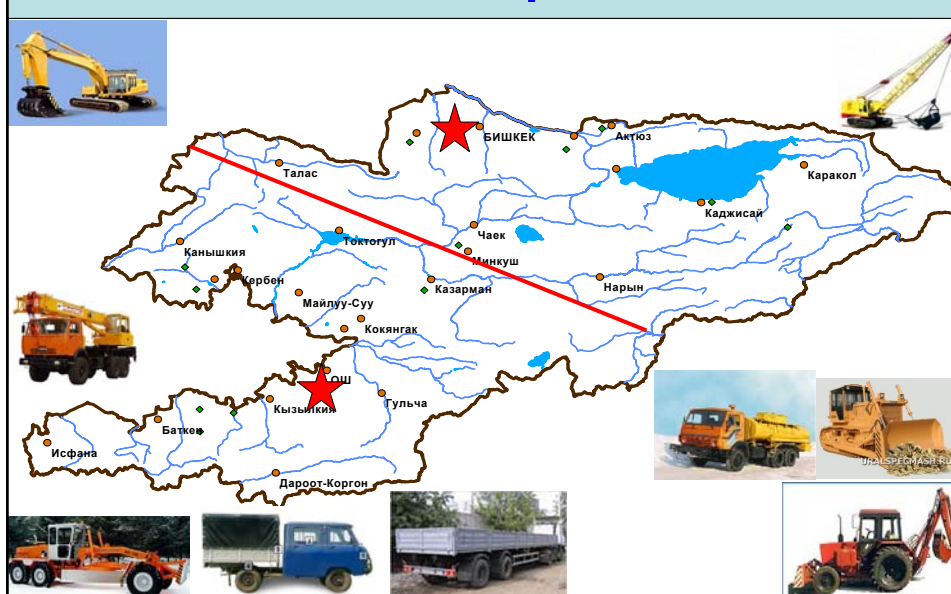 БИШКЕК
Актюз
Талас
Каракол
Каджисай
Чаек
Токтогул
Канышкия
Минкуш
Кербен
Казарман
Нарын
Майлуу-Суу
Кокянгак
ОШ
Кызылкия
Гульча
Баткен
Исфана
URALSPECMASH.RU
Дароот-Коргон